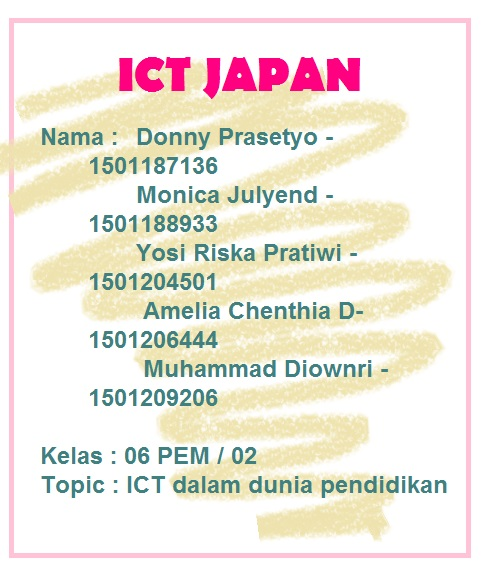 ICT JAPAN
Nama : Donny Prasetyo -
1501187136
Monica Julyend -
1501188933
Yosi Riska Pratiwi -
1501204501
Amelia Chenthia D-
1501206444
Muhammad Diownri -
1501209206
Kelas : 06 PEM / 02
Topic : ICT dalam dunia pendidikan